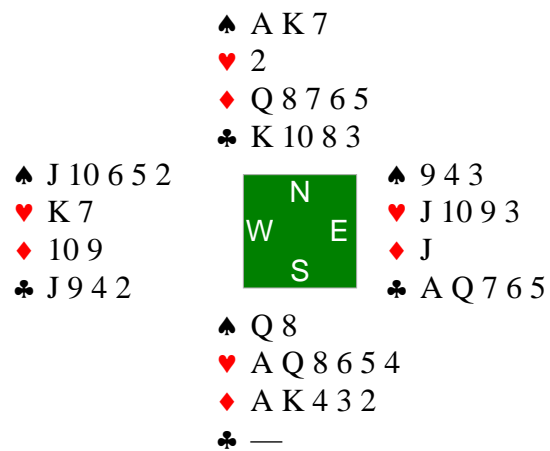 ♠ A K 7
♥ 2
♦ Q 8 7 6 5
♣ K 10 8 3
♠ J 10 6 5 2
♥ K 7
♦ 10 9
♣ J 9 4 2
N
W E
S
♠ 9 4 3
♥ J 10 9 3
♦ J
♣ A Q 7 6 5
♠ Q 8
♥ A Q 8 6 5 4
♦ A K 4 3 2
♣ —